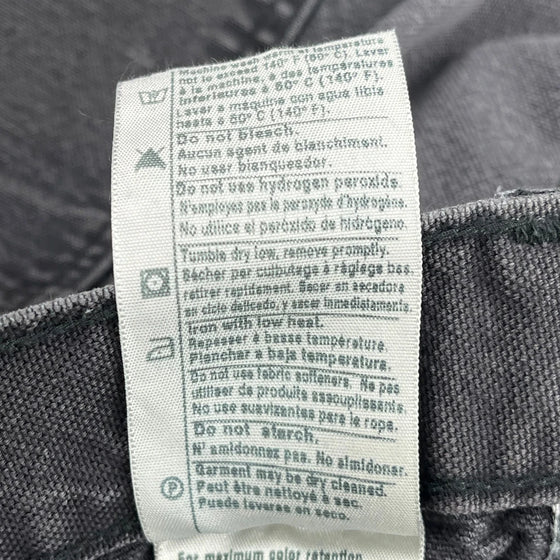 Machine wash, temperature
not to exceed 140°F (60°C). Laver
à la machine, à des températures
inférieures à 60°C (140°F).
Lavar a máquina con agua tibia
hasta a 60°C (140°F).
Do not bleach.
Aucun agent de blanchiment.
No usar blanqueador.
Do not use hydrogen peroxide.
N'employes pas le peroxyde d'hydrogène.
No utilice el peróxido de hidrógeno.
Tumble dry low, remove promptly.
Sécher par culbutage à réglage bas,
retirer rapidement. Secar en secadora
en ciclo delicado, y sacar inmediatamente.
Iron with low heat.
Repasser à basse température.
Planchar a baja temperatura.
Do not use fabric softeners. Ne pas
utiliser de produits assouplissants.
No use suavizantes para la ropa.
Do not starch.
N' amidonnez pas. No almidonar.
Garment may be dry cleaned.
Peut être nettoyé à sec.
Puede lavarse en seco.
P
For maximum color retention